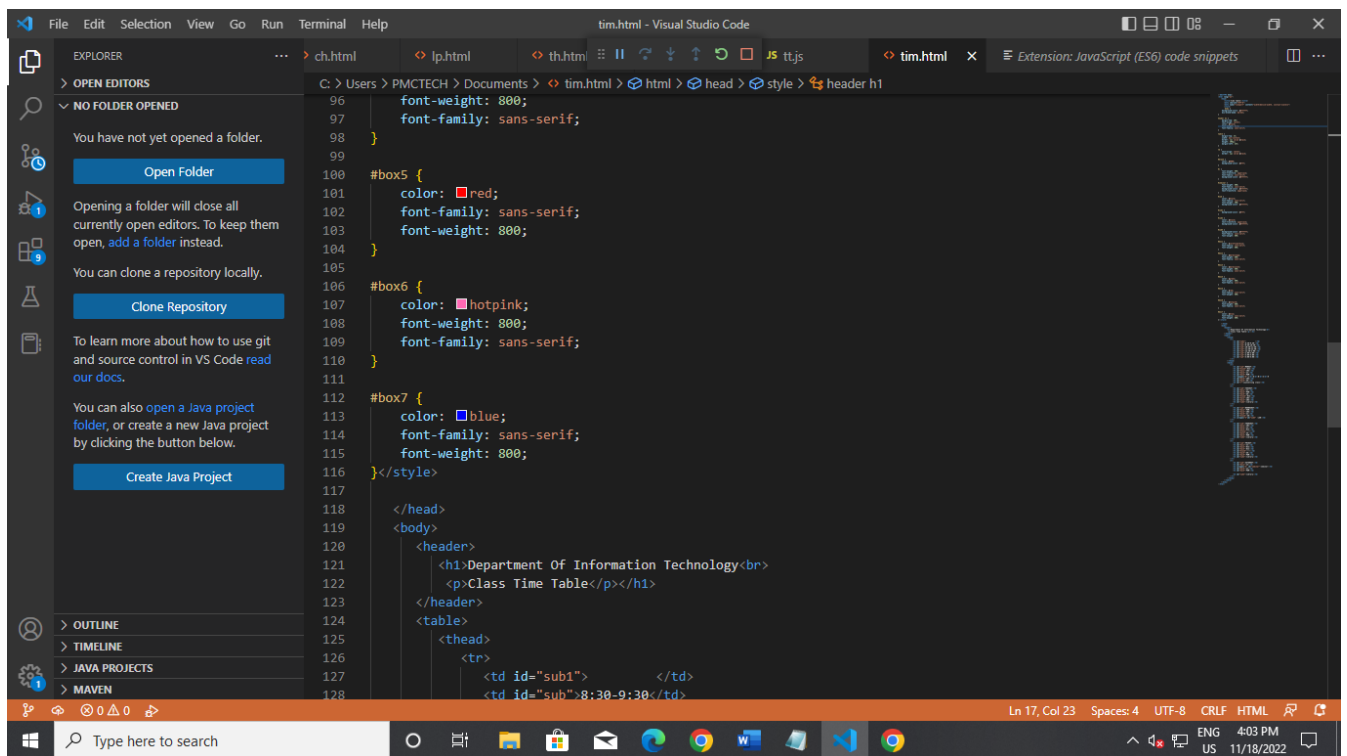 File Edit Selection View Go Run Terminal Help
tim.html - Visual Studio Code
EXPLORER
ch.html
lp.html
th.html
JS tt.js
tim.html
Extension: JavaScript (ES6) code snippets
OPEN EDITORS
C: > Users > PMCTECH > Documents > tim.html > html > head > style > header h1
NO FOLDER OPENED
You have not yet opened a folder.
Open Folder
Opening a folder will close all
currently open editors. To keep them
open, add a folder instead.
You can clone a repository locally.
Clone Repository
To learn more about how to use git
and source control in VS Code read
our docs.
You can also open a Java project
folder, or create a new Java project
by clicking the button below.
Create Java Project
OUTLINE
TIMELINE
JAVA PROJECTS
MAVEN
1
9
1
96 font-weight: 800;
97 font-family: sans-serif;
98 }
99
100 #box5 {
101 color: red;
102 font-family: sans-serif;
103 font-weight: 800;
104 }
105
106 #box6 {
107 color: hotpink;
108 font-weight: 800;
109 font-family: sans-serif;
110 }
111
112 #box7 {
113 color: blue;
114 font-family: sans-serif;
115 font-weight: 800;
116 }</style>
117
118 </head>
119 <body>
120 <header>
121 <h1>Department Of Information Technology<br>
122 <p>Class Time Table</p></h1>
123 </header>
124 <table>
125 <thead>
126 <tr>
127 <td id="sub1"> </td>
128 <td id="sub">8:30-9:30</td>
0 0
Ln 17, Col 23 Spaces: 4 UTF-8 CRLF HTML
Type here to search
ENG
US
4:03 PM
11/18/2022